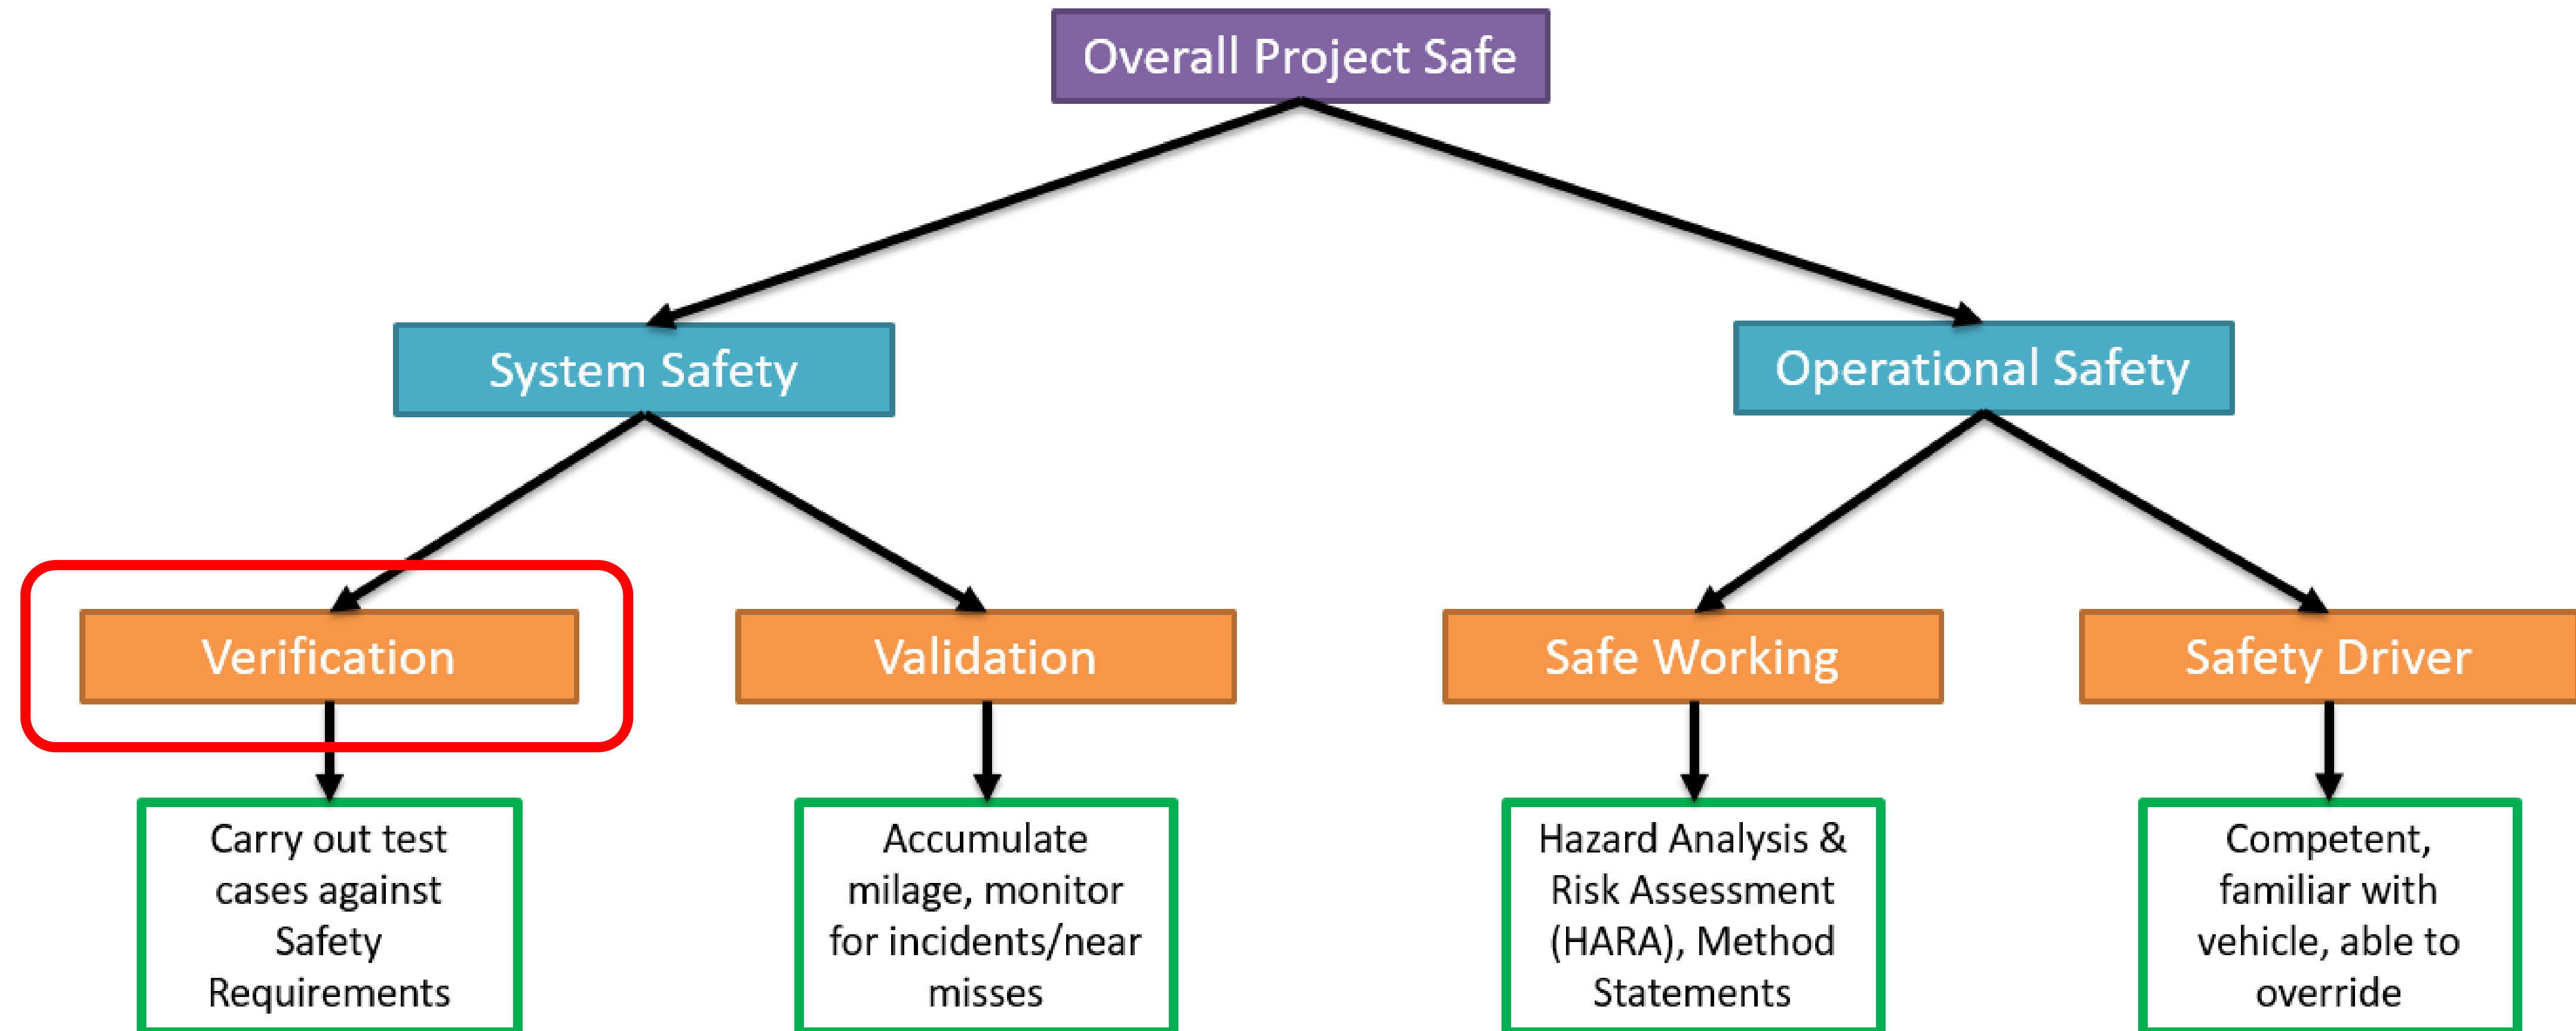 Overall Project Safe
System Safety
Operational Safety
Verification
Validation
Safe Working
Safety Driver
Carry out test
cases against
Safety
Requirements
Accumulate
milage, monitor
for incidents/near
misses
Hazard Analysis &
Risk Assessment
(HARA), Method
Statements
Competent,
familiar with
vehicle, able to
override